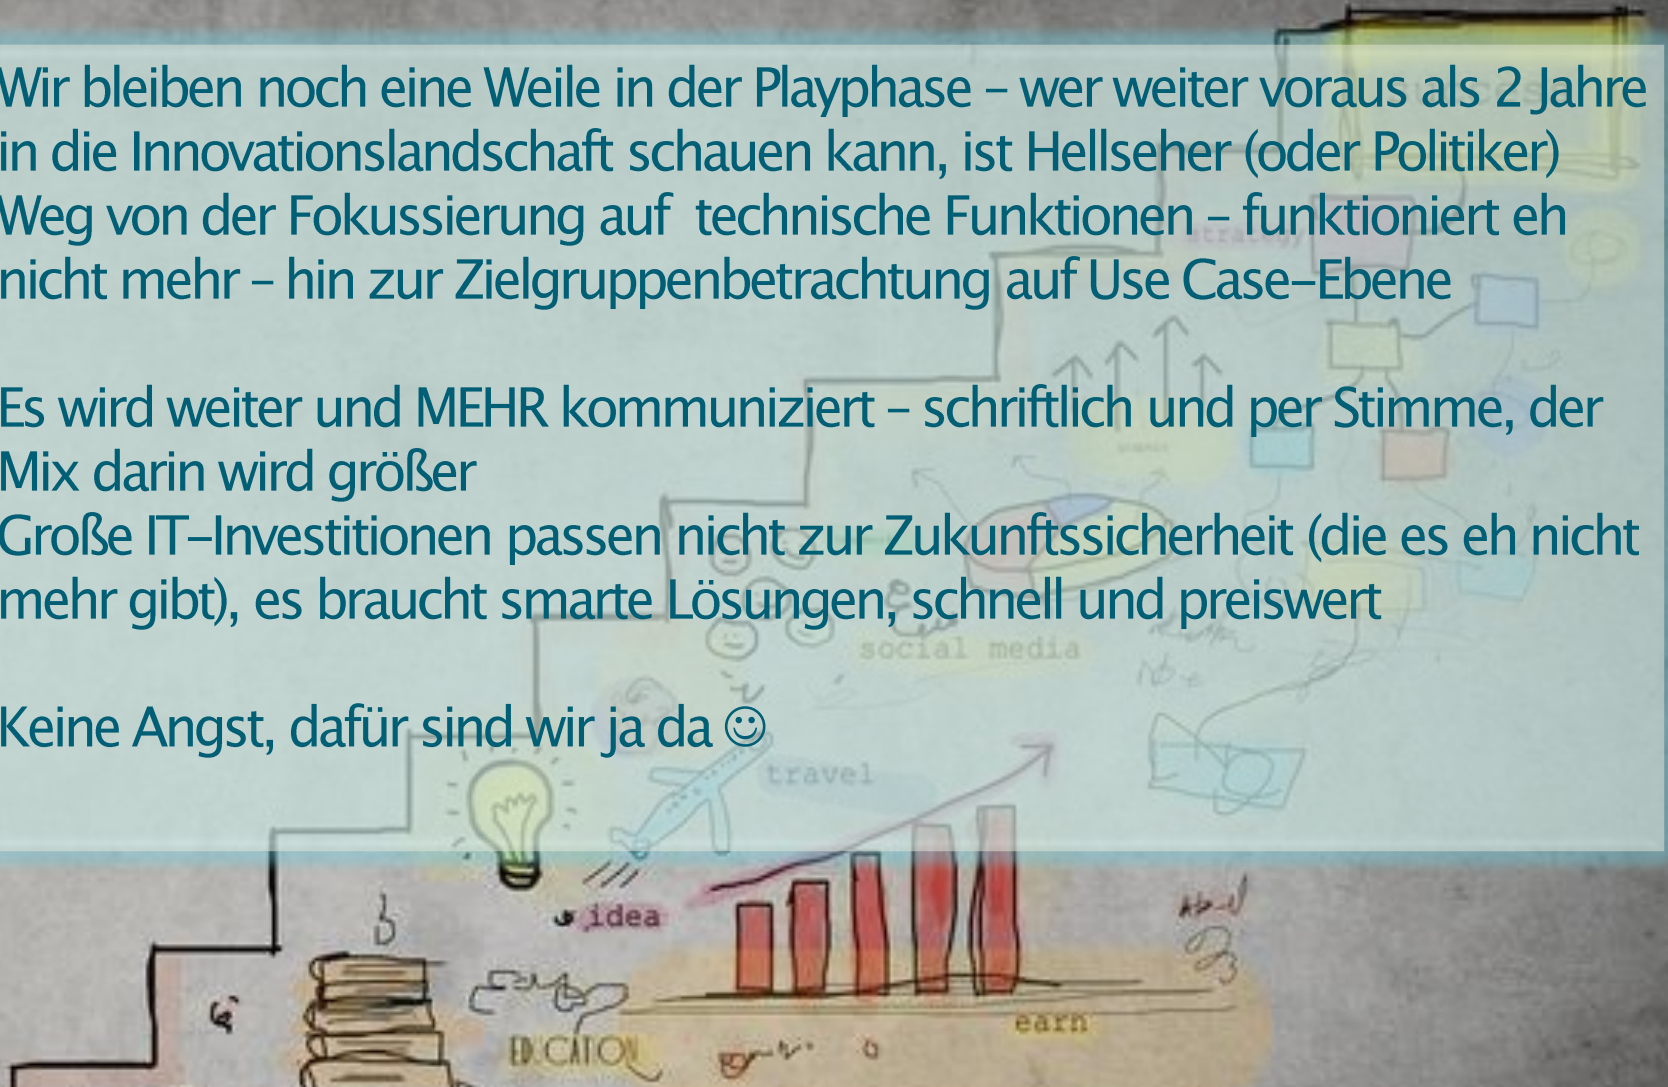 Wir bleiben noch eine Weile in der Playphase – wer weiter voraus als 2 Jahre
in die Innovationslandschaft schauen kann, ist Hellseher (oder Politiker)
Weg von der Fokussierung auf  technische Funktionen – funktioniert eh
strategy
nicht mehr – hin zur Zielgruppenbetrachtung auf Use Case-Ebene
Es wird weiter und MEHR kommuniziert – schriftlich und per Stimme, der
Mix darin wird größer
Große IT-Investitionen passen nicht zur Zukunftssicherheit (die es eh nicht
mehr gibt), es braucht smarte Lösungen, schnell und preiswert
social media
Keine Angst, dafür sind wir ja da ☺
travel
idea
earn
EDUCATION